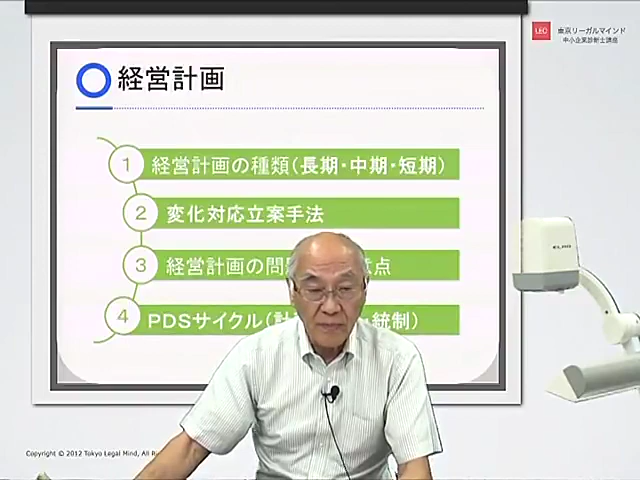 LEC 東京リーガルマインド
中小企業診断士講座
経営計画
1 経営計画の種類（長期・中期・短期）
2 変化対応立案手法
3 経営計画の問 点
4 PDSサイクル（計 ・統制）
ELMO
Copyright © 2012 Tokyo Legal Mind, All Ri